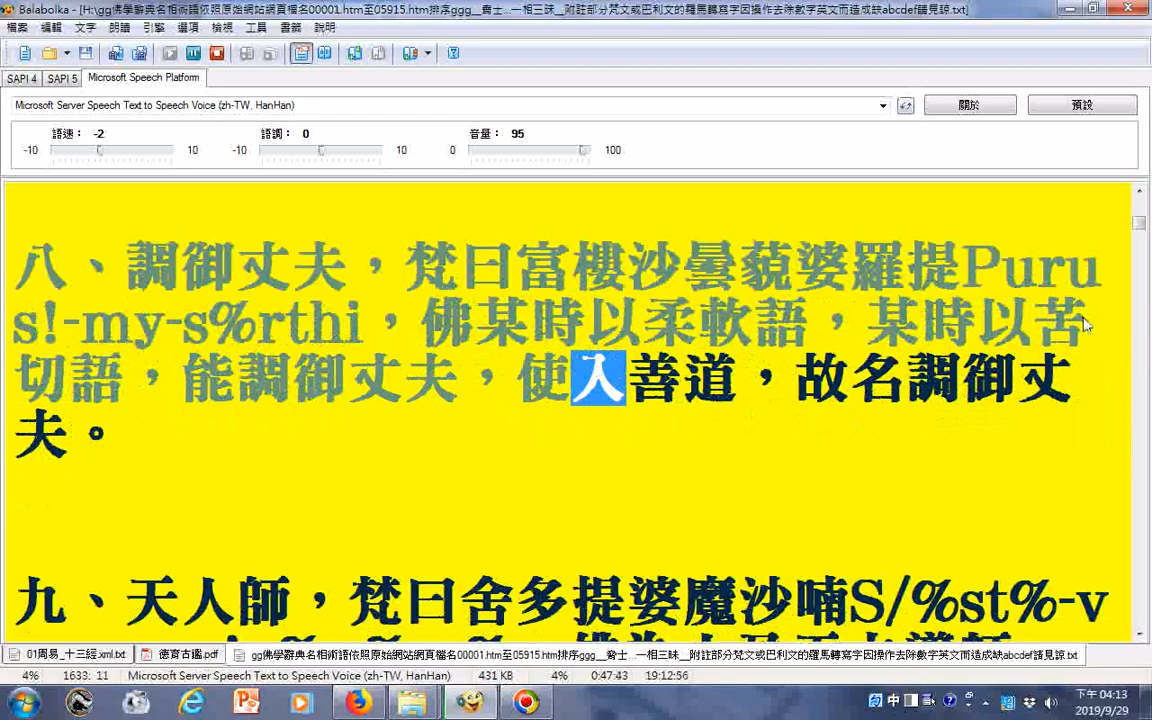 Balabolka - [H:\gg佛學辭典名相術語依照原始網站網頁檔名00001.htm至05915.htm排序ggg__膏士...一相三昧__附註部分梵文或巴利文的羅馬轉寫字因操作去除數字英文而造成缺abcdef請見諒.txt]
檔案 編輯 文字 朗讀 引擎 選項 檢視 工具 書籤 說明
SAPI 4 SAPI 5 Microsoft Speech Platform
Microsoft Server Speech Text to Speech Voice (zh-TW, HanHan) 關於 預設
語速： -2 語調： 0 音量： 95
-10 10 -10 10 0 100
八、調御丈夫，梵曰富樓沙曇藐婆羅提Puru
s!-my-s%rthi，佛某時以柔軟語，某時以苦
切語，能調御丈夫，使入善道，故名調御丈
夫。
九、天人師，梵曰舍多提婆魔沙喃S/%st%-v
01周易_十三經.xml.txt 德育古鑑.pdf gg佛學辭典名相術語依照原始網站網頁檔名00001.htm至05915.htm排序ggg__膏士...一相三昧__附註部分梵文或巴利文的羅馬轉寫字因操作去除數字英文而造成缺abcdef請見諒.txt
4% 1633: 11 Microsoft Server Speech Text to Speech Voice (zh-TW, HanHan) 431 KB 4% 0:47:43 19:12:56
中 下午 04:13
2019/9/29